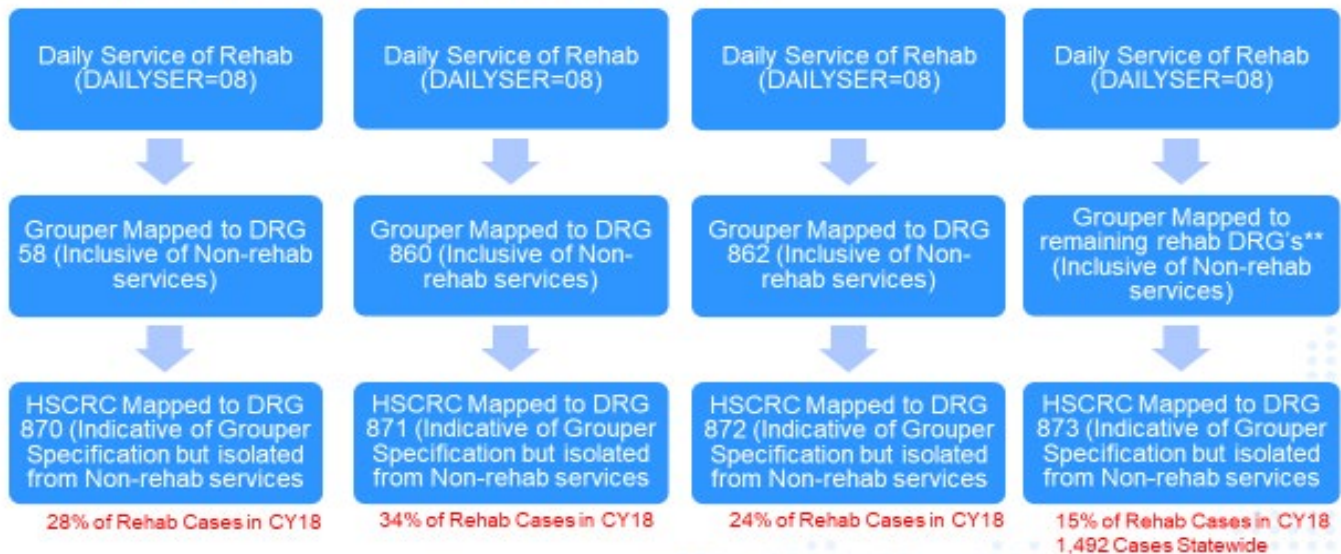 Daily Service of Rehab
(DAILYSER=08)
Grouper Mapped to DRG
58 (Inclusive of Non-rehab
services)
HSCRC Mapped to DRG
870 (Indicative of Grouper
Specification but isolated
from Non-rehab services
28% of Rehab Cases in CY18
Daily Service of Rehab
(DAILYSER=08)
Grouper Mapped to DRG
860 (Inclusive of Non-
rehab services)
HSCRC Mapped to DRG
871 (Indicative of Grouper
Specification but isolated
from Non-rehab services
34% of Rehab Cases in CY18
Daily Service of Rehab
(DAILYSER=08)
Grouper Mapped to DRG
862 (Inclusive of Non-
rehab services)
HSCRC Mapped to DRG
872 (Indicative of Grouper
Specification but isolated
from Non-rehab services
24% of Rehab Cases in CY18
Daily Service of Rehab
(DAILYSER=08)
Grouper Mapped to
remaining rehab DRG's**
(Inclusive of Non-rehab
services)
HSCRC Mapped to DRG
873 (Indicative of Grouper
Specification but isolated
from Non-rehab services
15% of Rehab Cases in CY18
1,492 Cases Statewide